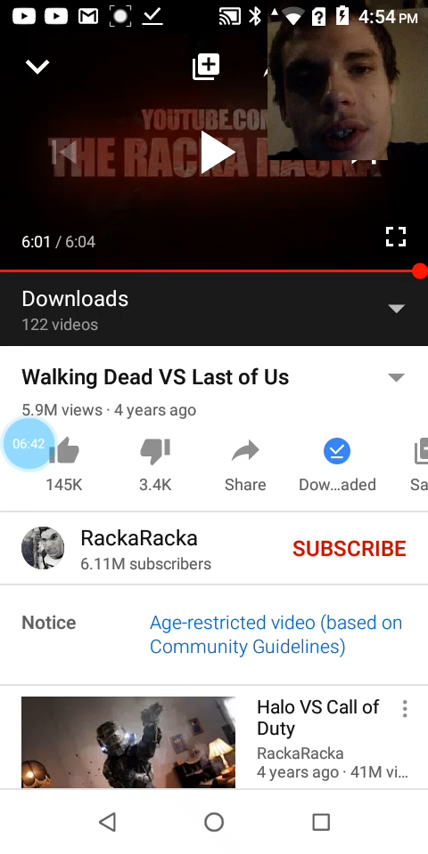 4:54 PM
YOUTUBE.COM
THE RACKA RACKA
6:01 / 6:04
Downloads
122 videos
Walking Dead VS Last of Us
5.9M views · 4 years ago
06:42
145K
3.4K
Share
Dow...aded
Sa
RackaRacka
6.11M subscribers
SUBSCRIBE
Notice
Age-restricted video (based on
Community Guidelines)
Halo VS Call of
Duty
RackaRacka
4 years ago · 41M vi...